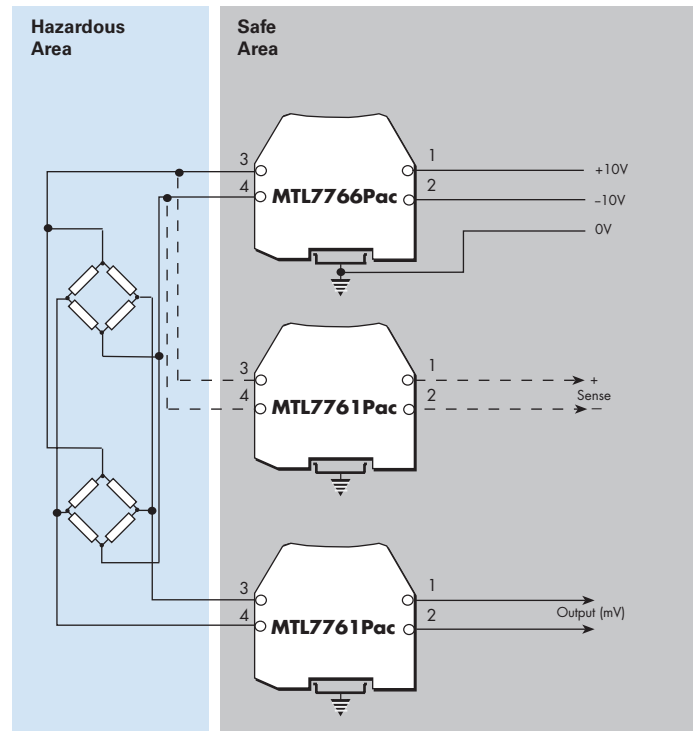 Hazardous
Area
Safe
Area
3
4
MTL7766Pac
1
2
+10V
–10V
0V
3
4
MTL7761Pac
1
2
+
Sense
–
3
4
MTL7761Pac
1
2
Output (mV)